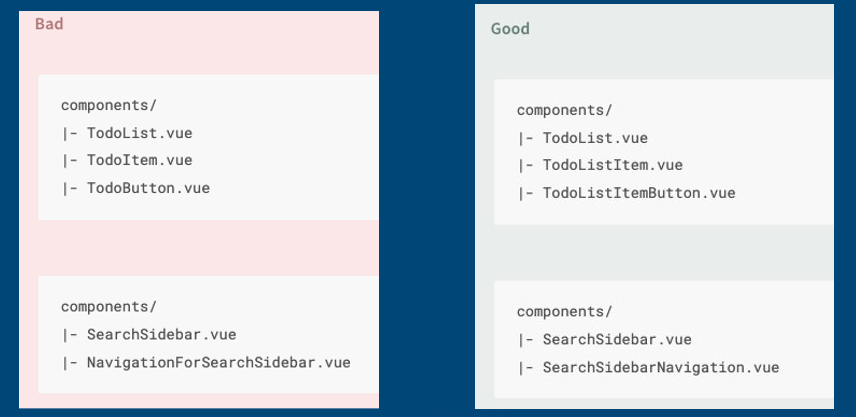 Bad
components/
|- TodoList.vue
|- TodoItem.vue
|- TodoButton.vue
components/
|- SearchSidebar.vue
|- NavigationForSearchSidebar.vue
Good
components/
|- TodoList.vue
|- TodoListItem.vue
|- TodoListItemButton.vue
components/
|- SearchSidebar.vue
|- SearchSidebarNavigation.vue